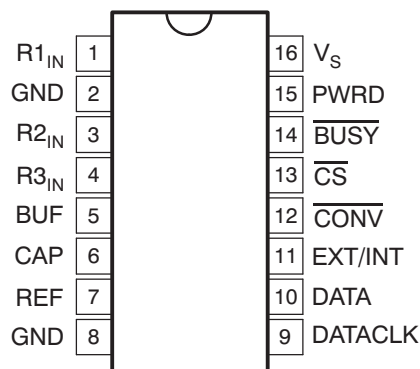 R1IN 1 16 VS
GND 2 15 PWRD
R2IN 3 14 BUSY
R3IN 4 13 CS
BUF 5 12 CONV
CAP 6 11 EXT/INT
REF 7 10 DATA
GND 8 9 DATACLK